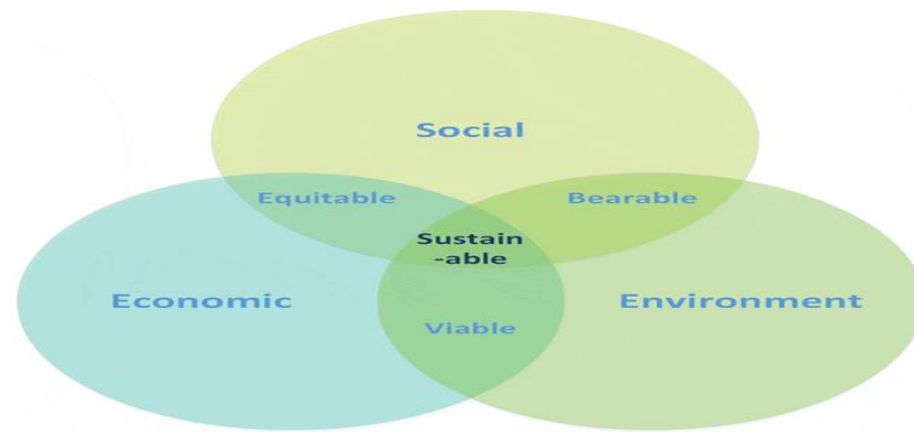 Social
Equitable
Bearable
Sustain
-able
Economic
Environment
Viable